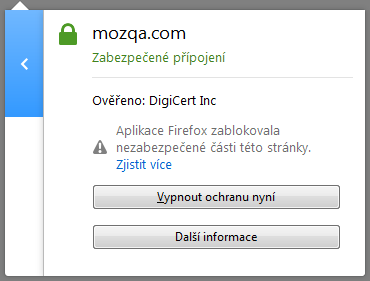 mozqa.com
Zabezpečené připojení
Ověřeno: DigiCert Inc
Aplikace Firefox zablokovala
nezabezpečené části této stránky.
Zjistit více
Vypnout ochranu nyní
Další informace